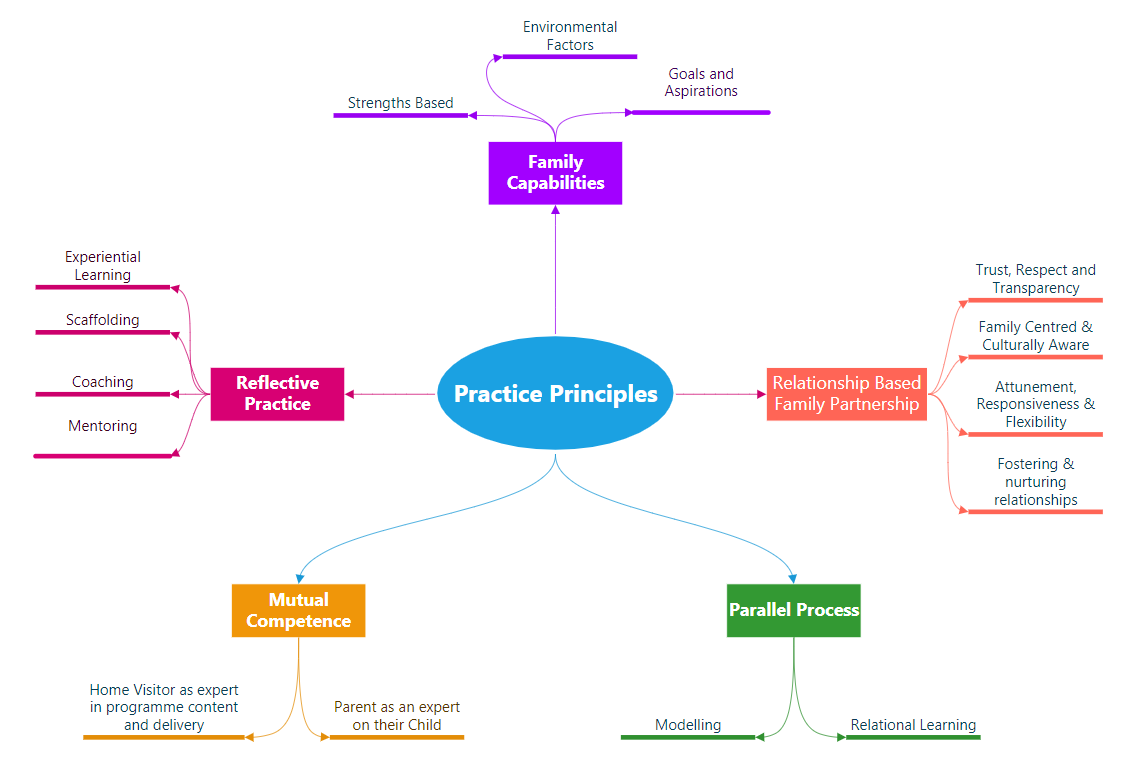 Environmental
Factors
Goals and
Aspirations
Strengths Based
Family
Capabilities
Experiential
Learning
Scaffolding
Coaching
Mentoring
Reflective
Practice
Practice Principles
Relationship Based
Family Partnership
Trust, Respect and
Transparency
Family Centred &
Culturally Aware
Attunement,
Responsiveness &
Flexibility
Fostering &
nurturing
relationships
Mutual
Competence
Home Visitor as expert
in programme content
and delivery
Parent as an expert
on their Child
Parallel Process
Modelling
Relational Learning